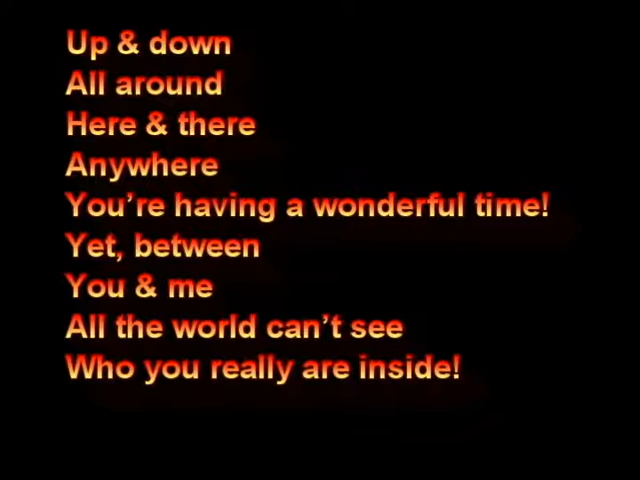 Up & down
All around
Here & there
Anywhere
You’re having a wonderful time!
Yet, between
You & me
All the world can’t see
Who you really are inside!